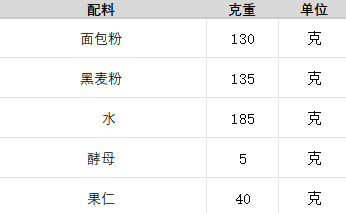 配料 克重 单位
面包粉 130 克
黑麦粉 135 克
水 185 克
酵母 5 克
果仁 40 克